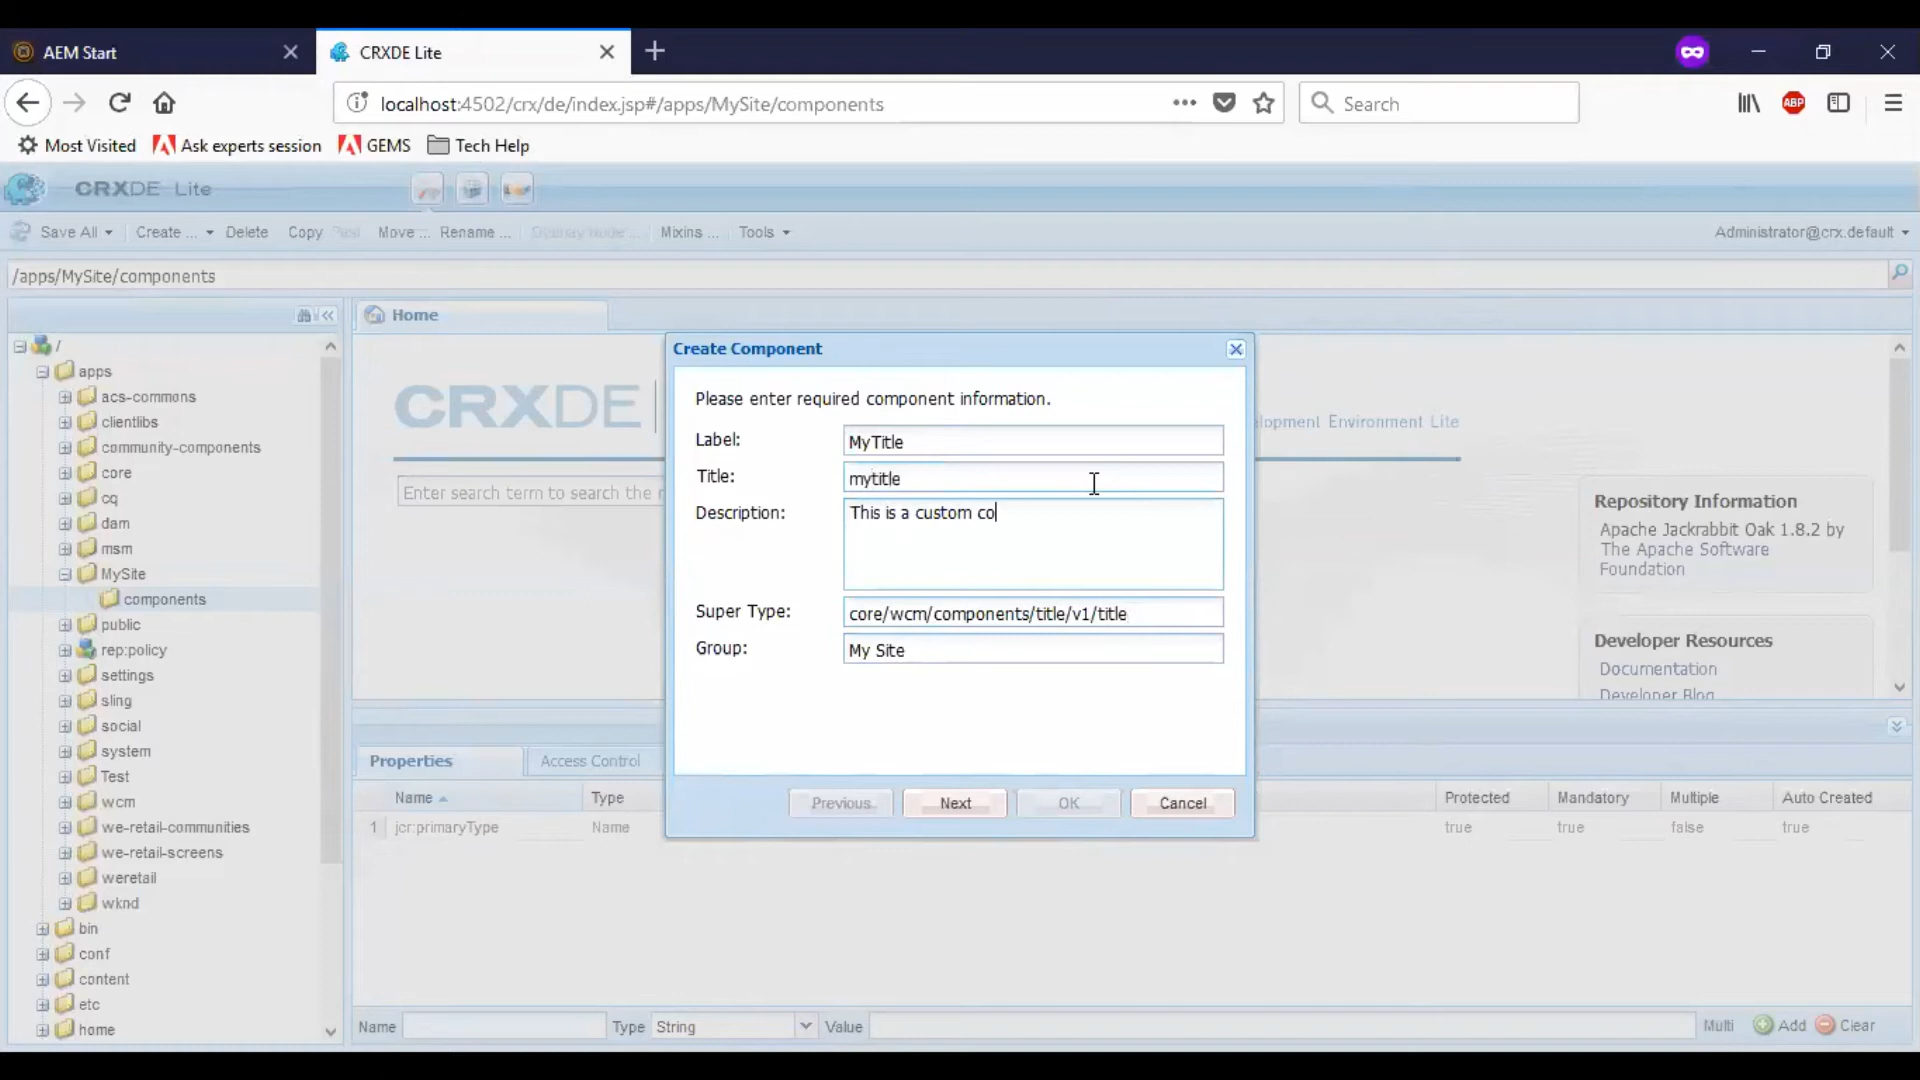 AEM Start
CRXDE Lite
localhost:4502/crx/de/index.jsp#/apps/MySite/components
Search
ABP
Most Visited
Ask experts session
GEMS
Tech Help
CRXDE Lite
Save All
Create ...
Delete
Copy
Move ...
Rename ...
Overlay Node ...
Mixins ...
Tools
Administrator@crx.default
/apps/MySite/components
/
apps
acs-commons
clientlibs
community-components
core
cq
dam
msm
MySite
components
public
rep:policy
settings
sling
social
system
Test
wcm
we-retail-communities
we-retail-screens
weretail
wknd
bin
conf
content
etc
home
Home
CRXDE
lopment Environment Lite
Enter search term to search the
Repository Information
Apache Jackrabbit Oak 1.8.2 by
The Apache Software
Foundation
Developer Resources
Documentation
Developer Blog
Create Component
Please enter required component information.
Label:
MyTitle
Title:
mytitle
Description:
This is a custom co
Super Type:
core/wcm/components/title/v1/title
Group:
My Site
Previous
Next
OK
Cancel
Properties
Access Control
Name
Type
Protected
Mandatory
Multiple
Auto Created
1
jcr:primaryType
Name
true
true
false
true
Name
Type
String
Value
Multi
Add
Clear